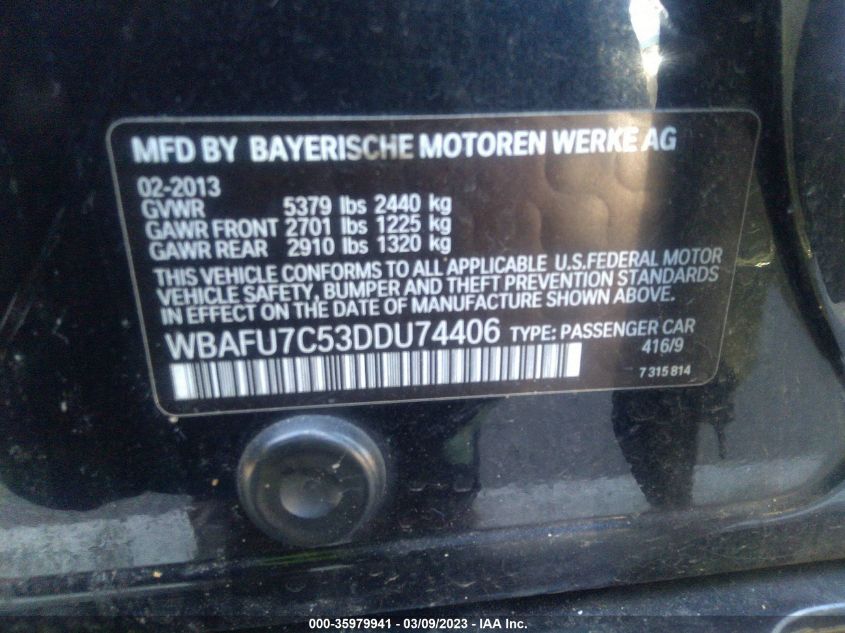 MFD BY BAYERISCHE MOTOREN WERKE AG
02-2013
GVWR 5379 lbs 2440 kg
GAWR FRONT 2701 lbs 1225 kg
GAWR REAR 2910 lbs 1320 kg
THIS VEHICLE CONFORMS TO ALL APPLICABLE U.S.FEDERAL MOTOR
VEHICLE SAFETY, BUMPER AND THEFT PREVENTION STANDARDS
IN EFFECT ON THE DATE OF MANUFACTURE SHOWN ABOVE.
WBAFU7C53DDU74406 TYPE: PASSENGER CAR
416/9
7 315 814
000-35979941 - 03/09/2023 - IAA Inc.